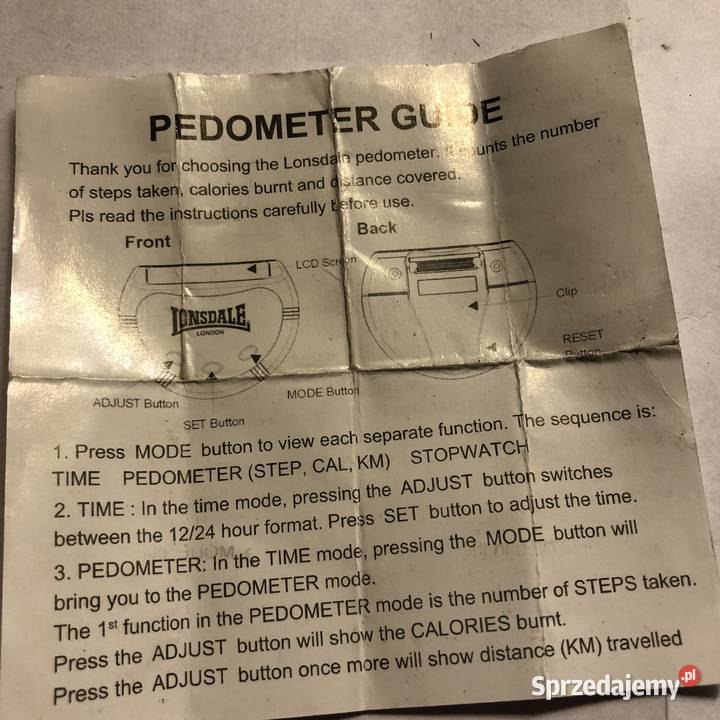 PEDOMETER GUIDE
Thank you for choosing the Lonsdale pedometer. It counts the number
of steps taken, calories burnt and distance covered.
Pls read the instructions carefully before use.
Front
Back
LCD Screen
Clip
LONSDALE
LONDON
RESET
Button
ADJUST Button
MODE Button
SET Button
1. Press MODE button to view each separate function. The sequence is:
TIME PEDOMETER (STEP, CAL, KM) STOPWATCH
2. TIME : In the time mode, pressing the ADJUST button switches
between the 12/24 hour format. Press SET button to adjust the time.
3. PEDOMETER: In the TIME mode, pressing the MODE button will
bring you to the PEDOMETER mode.
The 1st function in the PEDOMETER mode is the number of STEPS taken.
Press the ADJUST button will show the CALORIES burnt.
Press the ADJUST button once more will show distance (KM) travelled
Sprzedajemy.pl